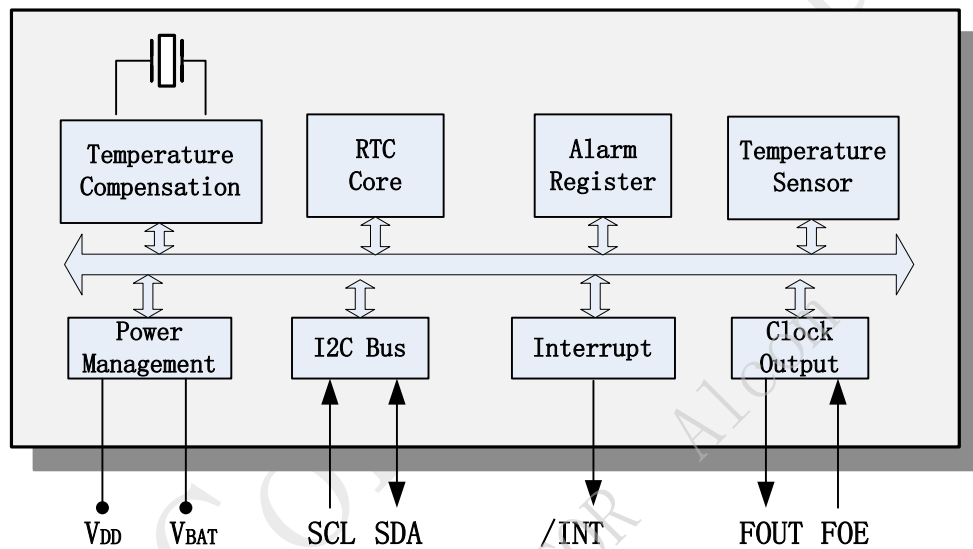 Temperature
Compensation
RTC
Core
Alarm
Register
Temperature
Sensor
Power
Management
I2C Bus
Interrupt
Clock
Output
VDD VBAT SCL SDA /INT FOUT FOE